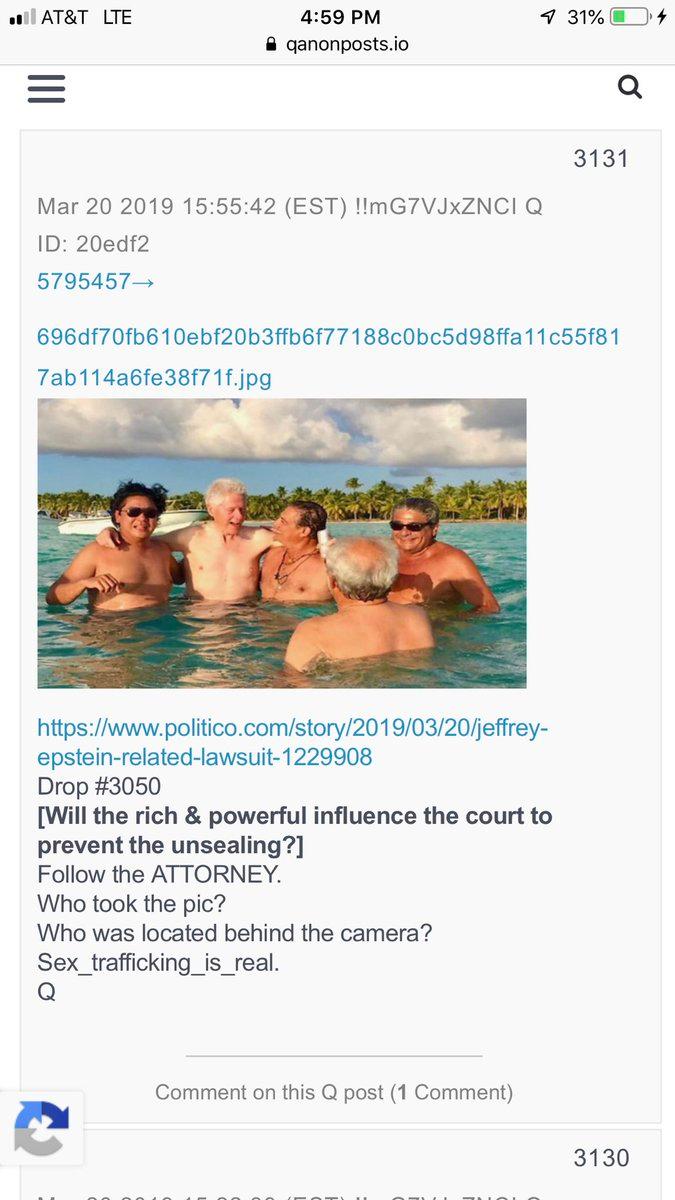 AT&T LTE 4:59 PM 31%
qanonposts.io
3131
Mar 20 2019 15:55:42 (EST) !!mG7VJxZNCI Q
ID: 20edf2
5795457→
696df70fb610ebf20b3ffb6f77188c0bc5d98ffa11c55f81
7ab114a6fe38f71f.jpg
https://www.politico.com/story/2019/03/20/jeffrey-
epstein-related-lawsuit-1229908
Drop #3050
[Will the rich & powerful influence the court to
prevent the unsealing?]
Follow the ATTORNEY.
Who took the pic?
Who was located behind the camera?
Sex_trafficking_is_real.
Q
Comment on this Q post (1 Comment)
3130